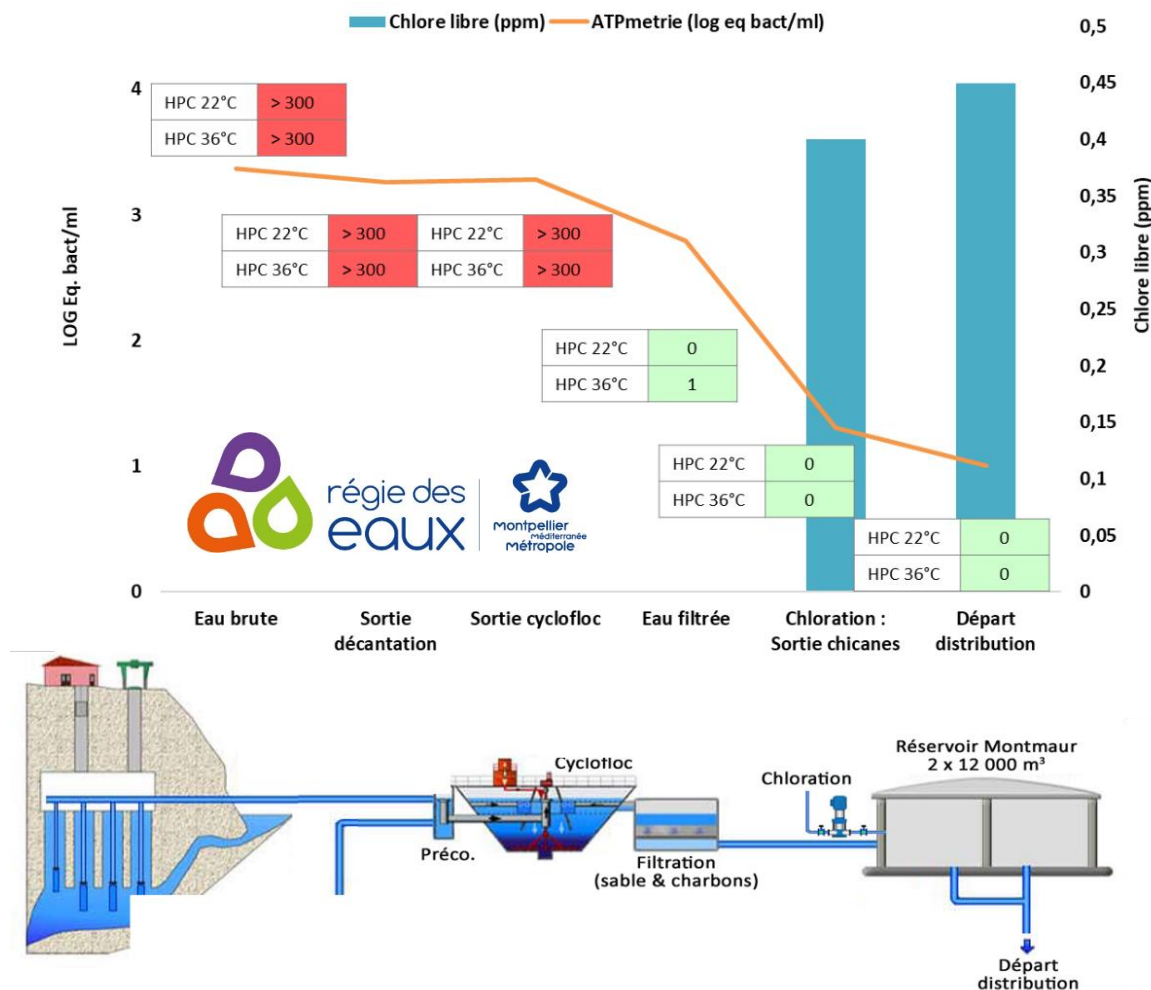 Chlore libre (ppm) ATPmetrie (log eq bact/ml)
0,5
4 0,45
HPC 22°C > 300
HPC 36°C > 300
0,4
0,35
3 0,3
HPC 22°C > 300 HPC 22°C > 300
HPC 36°C > 300 HPC 36°C > 300
0,25
LOG Eq. bact/ml
Chlore libre (ppm)
2 0,2
HPC 22°C 0
HPC 36°C 1
0,15
1 0,1
HPC 22°C 0
HPC 36°C 0
régie des
eaux
Montpellier
Méditerranée
Métropole
0,05
HPC 22°C 0
HPC 36°C 0
0 0
Eau brute Sortie décantation Sortie cyclofloc Eau filtrée Chloration : Sortie chicanes Départ distribution
Cyclofloc
Préco.
Filtration
(sable & charbons)
Chloration
Réservoir Montmaur
2 x 12 000 m³
Départ
distribution